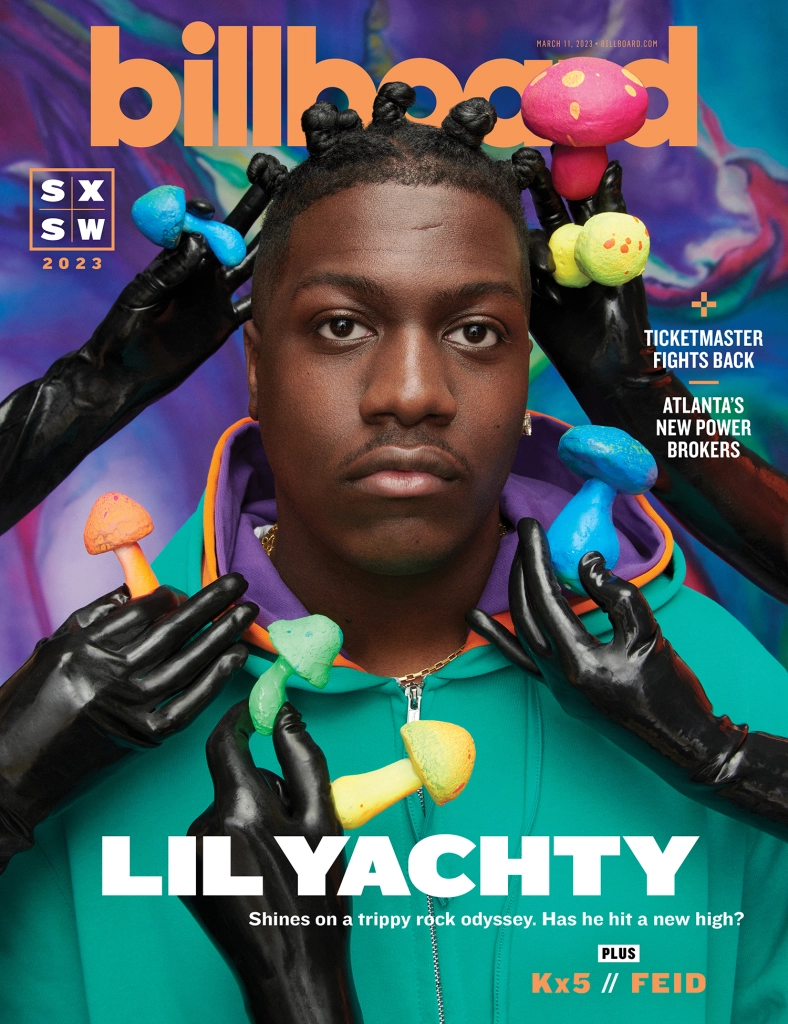 MARCH 11, 2023 • BILLBOARD.COM
billboard
SX
SW
2023
TICKETMASTER
FIGHTS BACK
ATLANTA'S
NEW POWER
BROKERS
LIL YACHTY
Shines on a trippy rock odyssey. Has he hit a new high?
PLUS
Kx5 // FEID